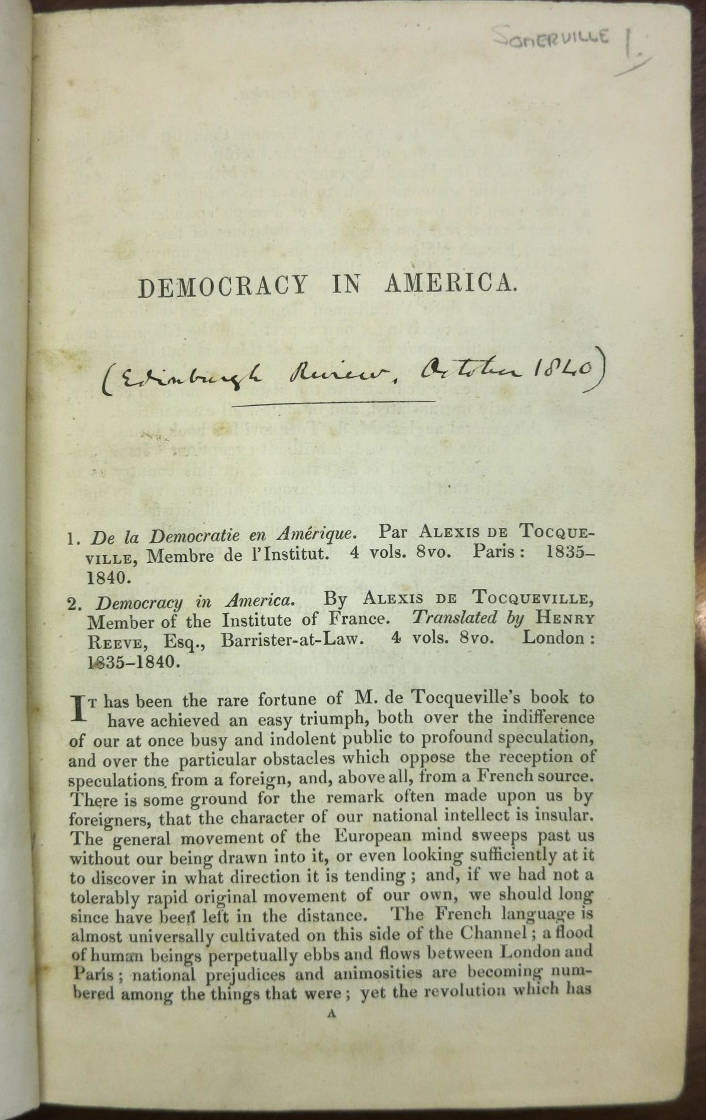 SOMERVILLE 1.
DEMOCRACY IN AMERICA.
(Edinburgh Review, October 1840)
1. De la Democratie en Amérique. Par ALEXIS DE TOCQUE-
VILLE, Membre de l'Institut. 4 vols. 8vo. Paris: 1835–
1840.
2. Democracy in America. By ALEXIS DE TOCQUEVILLE,
Member of the Institute of France. Translated by HENRY
REEVE, Esq., Barrister-at-Law. 4 vols. 8vo. London:
1835-1840.
IT has been the rare fortune of M. de Tocqueville's book to
have achieved an easy triumph, both over the indifference
of our at once busy and indolent public to profound speculation,
and over the particular obstacles which oppose the reception of
speculations from a foreign, and, above all, from a French source.
There is some ground for the remark often made upon us by
foreigners, that the character of our national intellect is insular.
The general movement of the European mind sweeps past us
without our being drawn into it, or even looking sufficiently at it
to discover in what direction it is tending; and, if we had not a
tolerably rapid original movement of our own, we should long
since have been left in the distance. The French language is
almost universally cultivated on this side of the Channel; a flood
of human beings perpetually ebbs and flows between London and
Paris; national prejudices and animosities are becoming num-
bered among the things that were; yet the revolution which has
A